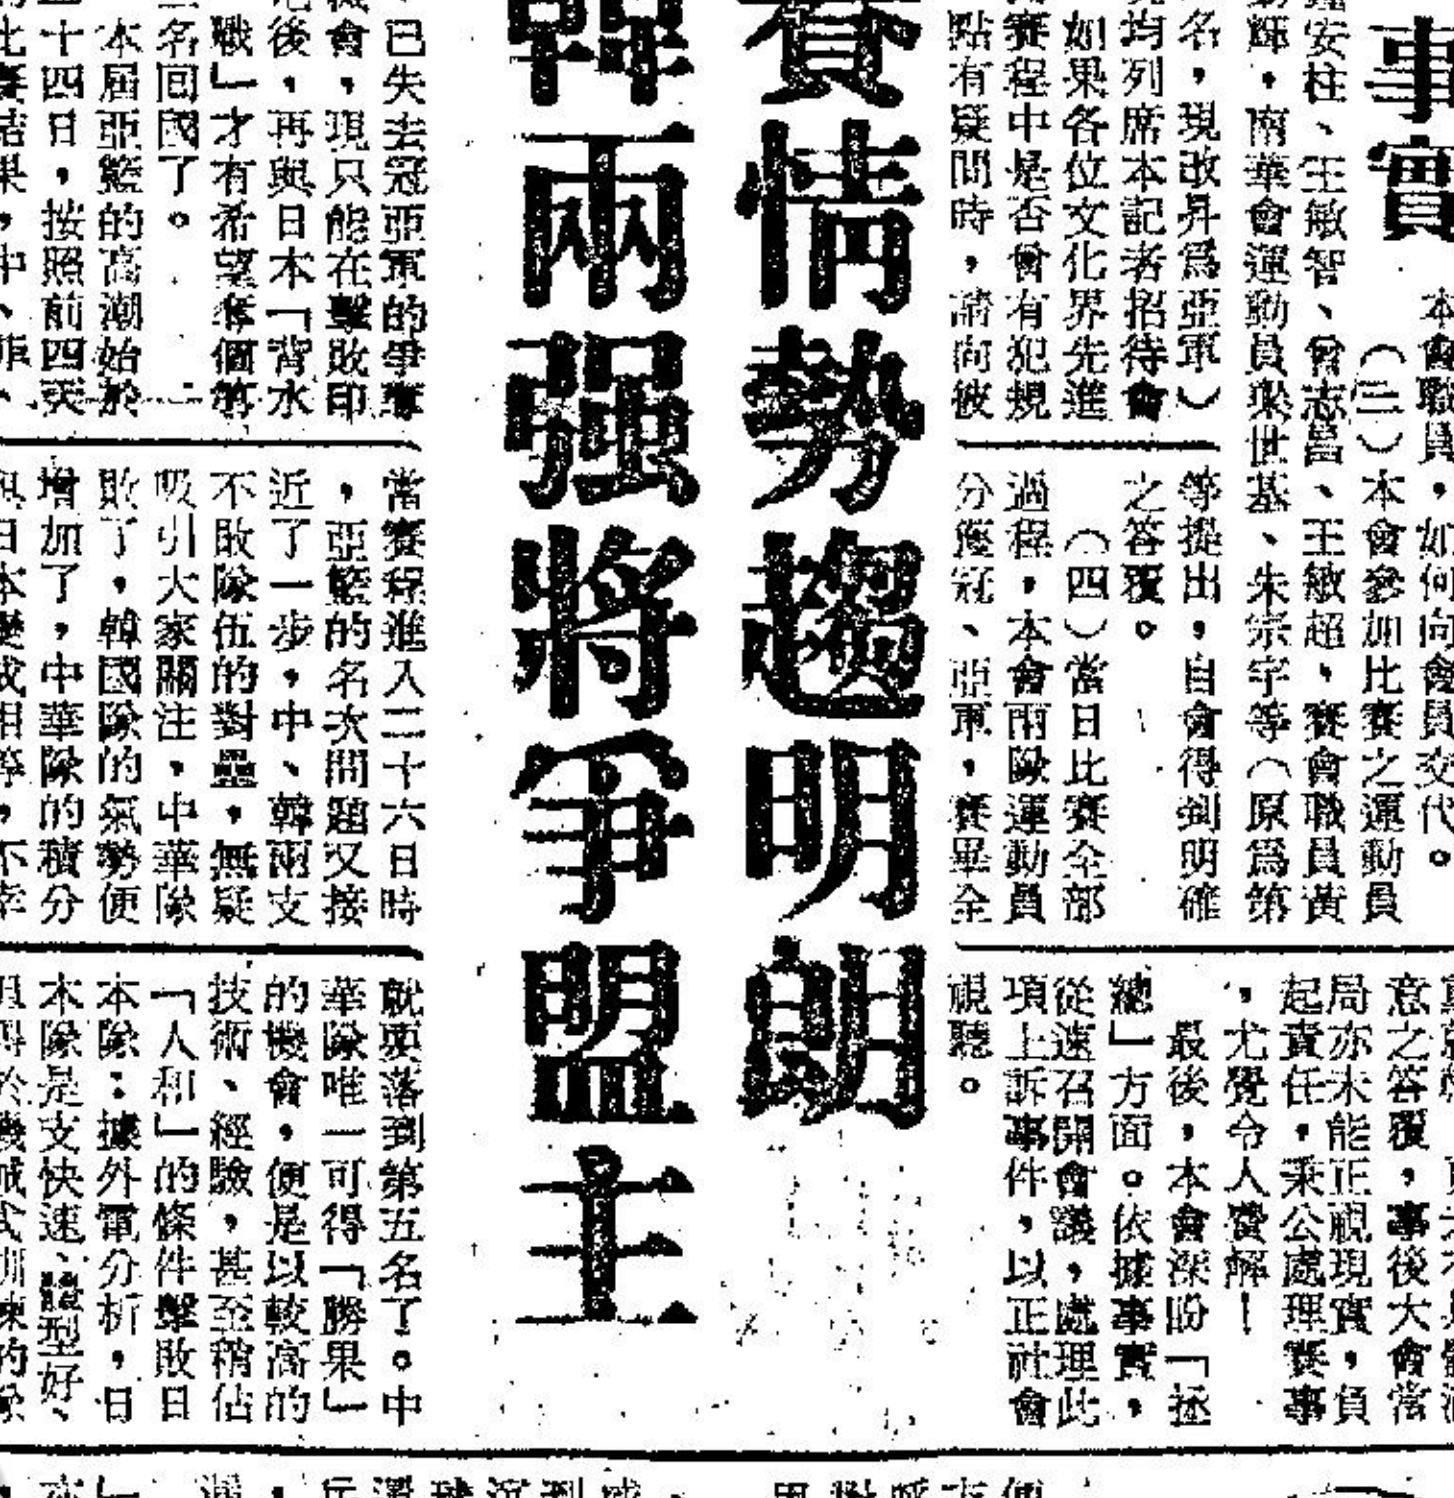 事實
本會職員，如何向會員交代。
（三）本會參加比賽之運動員
安柱、王敏智、曾志昌、王敏超，賽會職員黃
輝，南華會運動員梁世基、朱宗宇等（原爲第
名，現改昇爲亞軍）
均列席本記者招待會
如果各位文化界先進
賽程中是否會有犯規
點有疑問時，請向彼
等提出，自會得到明確
之答覆。
（四）當日比賽全部
過程，本會兩隊運動員
分獲冠、亞軍，賽畢全
意之答覆，事後大會當
局亦未能正視現實，負
起責任，秉公處理賽事
，尤覺令人費解！
最後，本會深盼「拯
總」方面。依據事實，
從速召開會議，處理此
項上訴事件，以正社會
視聽。
賽情勢趨明朗
韓兩强將爭盟主
已失去冠亞軍的爭奪
機會，現只能在擊敗印
尼後，再與日本「背水
戰」才有希望奪個第
名回國了。
本屆亞籃的高潮始於
十四日，按照前四天
比賽結果，中、菲、
當賽程進入二十六日時
，亞籃的名次問題又接
近了一步，中、韓兩支
不敗隊伍的對壘，無疑
吸引大家關注，中華隊
敗了，韓國隊的氣勢便
增加了，中華隊的積分
與日本變成相等，不幸
就要落到第五名了。中
華隊唯一可得「勝果」
的機會，便是以較高的
技術、經驗，甚至稍佔
「人和」的條件擊敗日
本隊：據外電分析，日
本隊是支快速、體型好、
且得於機械式訓練的隊